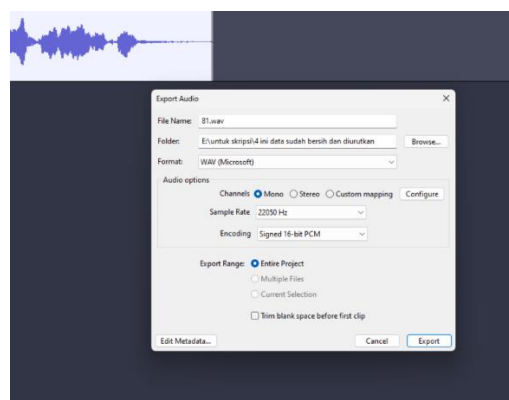 Export Audio
File Name: 81.wav
Folder: E:\untuk skripsi\4 ini data sudah bersih dan diurutkan Browse...
Format: WAV (Microsoft)
Audio options
Channels Mono Stereo Custom mapping Configure
Sample Rate 22050 Hz
Encoding Signed 16-bit PCM
Export Range: Entire Project
Multiple Files
Current Selection
Trim blank space before first clip
Edit Metadata... Cancel Export